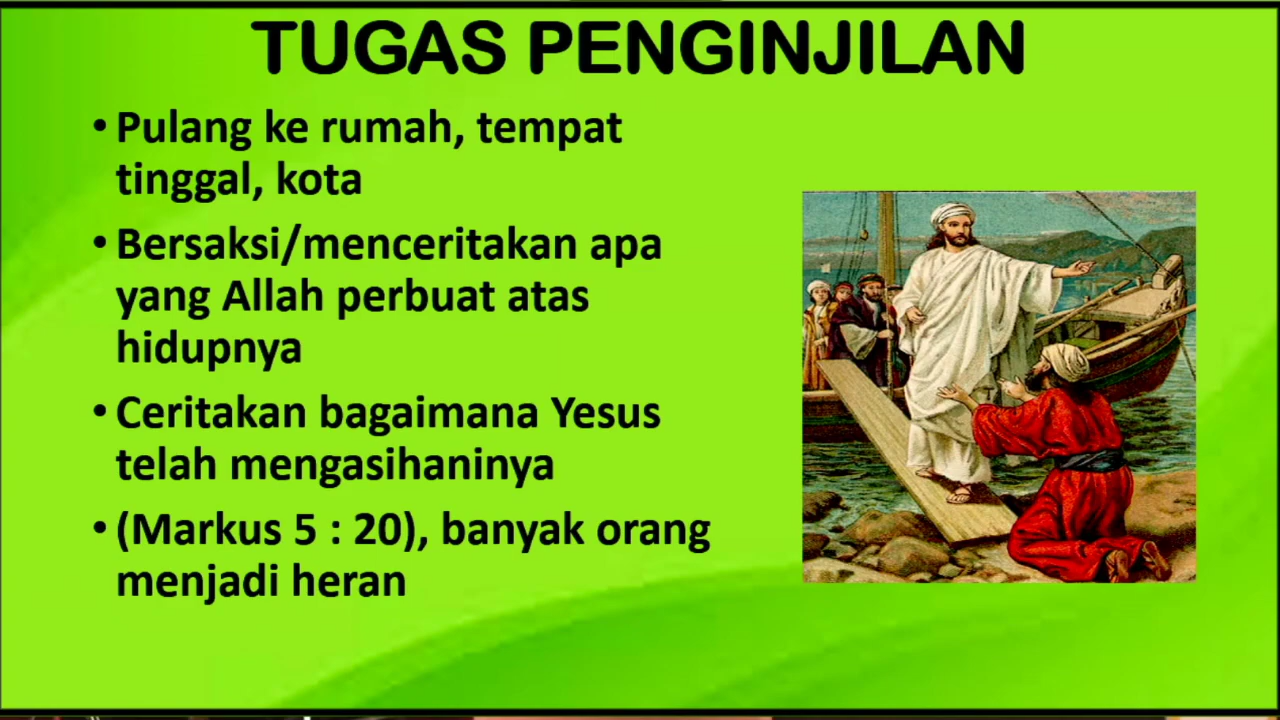 TUGAS PENGINJILAN
• Pulang ke rumah, tempat
tinggal, kota
• Bersaksi/menceritakan apa
yang Allah perbuat atas
hidupnya
• Ceritakan bagaimana Yesus
telah mengasihaninya
• (Markus 5 : 20), banyak orang
menjadi heran